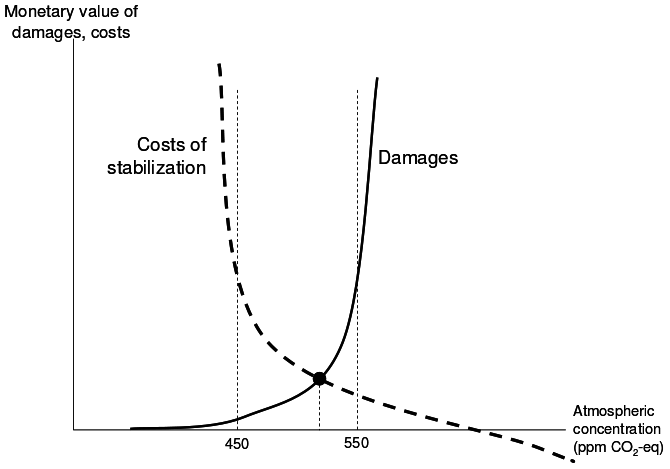 Monetary value of
damages, costs
Costs of
stabilization
Damages
450
550
Atmospheric
concentration
(ppm CO₂-eq)